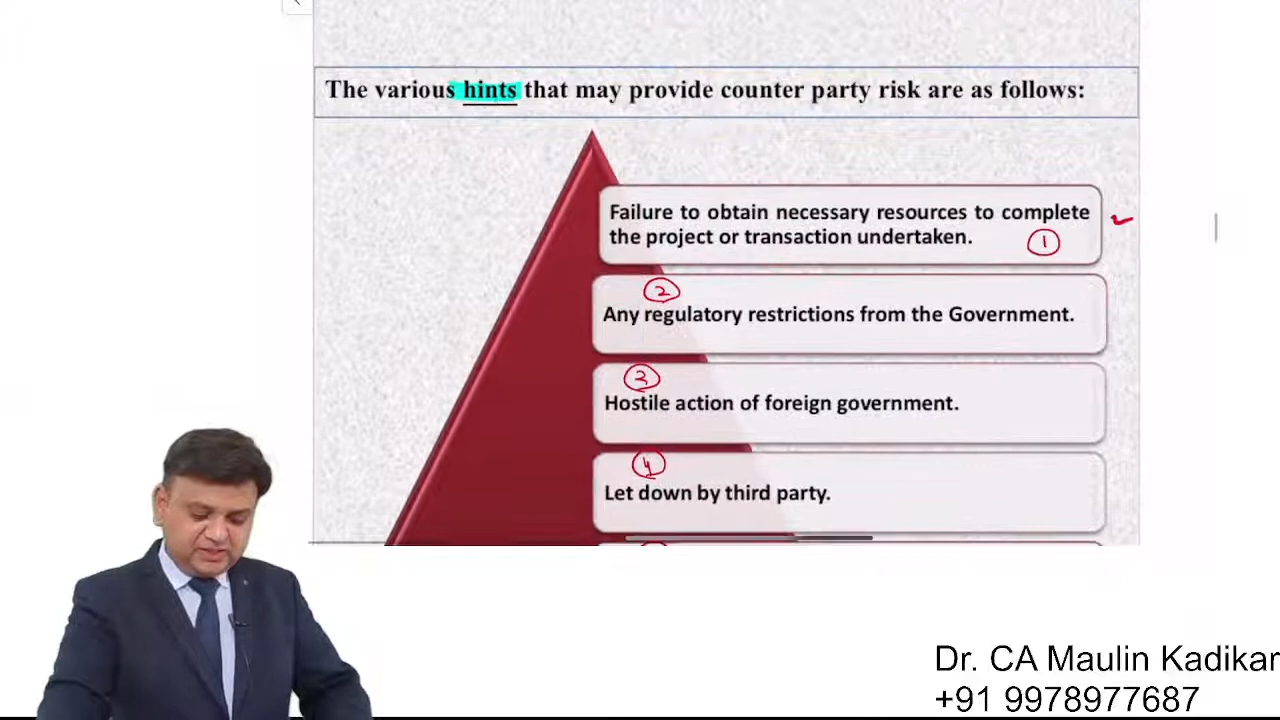 The various hints that may provide counter party risk are as follows:
Failure to obtain necessary resources to complete
the project or transaction undertaken.
1
2
Any regulatory restrictions from the Government.
3
Hostile action of foreign government.
4
Let down by third party.
Dr. CA Maulin Kadikar
+91 9978977687